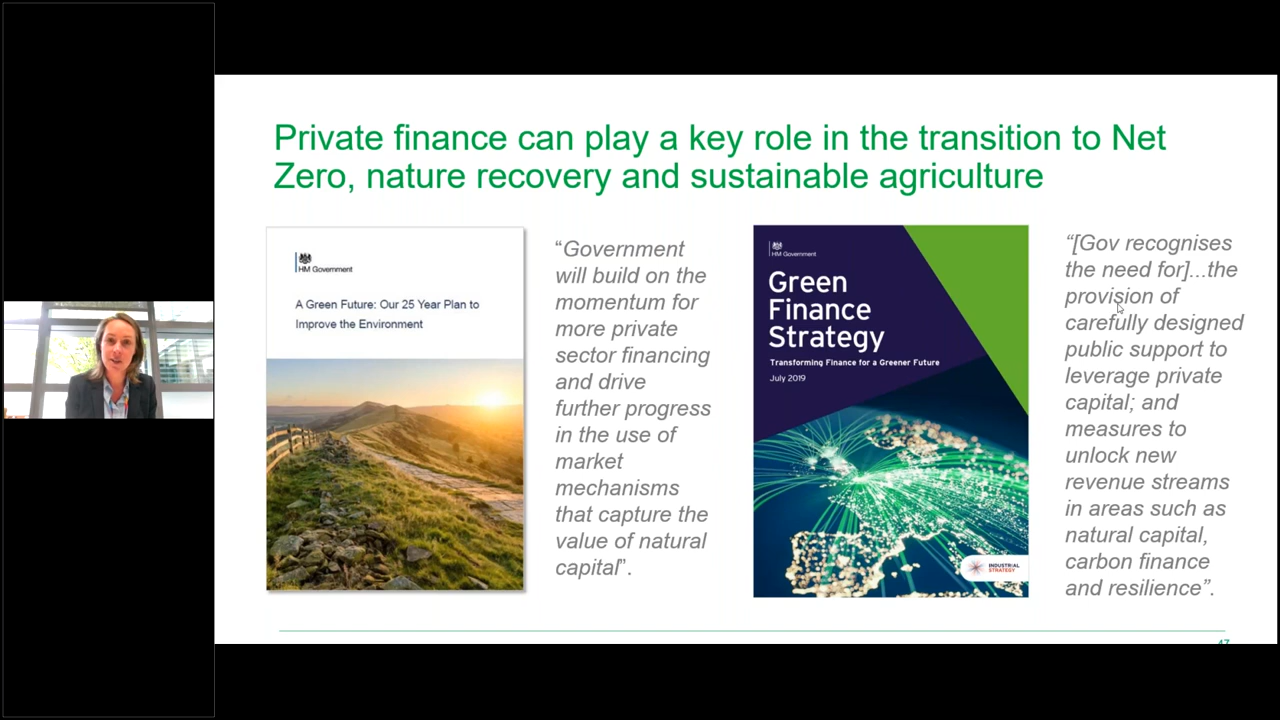 Private finance can play a key role in the transition to Net
Zero, nature recovery and sustainable agriculture
HM Government
A Green Future: Our 25 Year Plan to
Improve the Environment
“Government
will build on the
momentum for
more private
sector financing
and drive
further progress
in the use of
market
mechanisms
that capture the
value of natural
capital”.
HM Government
Green
Finance
Strategy
Transforming Finance for a Greener Future
July 2019
INDUSTRIAL
STRATEGY
“[Gov recognises
the need for]...the
provision of
carefully designed
public support to
leverage private
capital; and
measures to
unlock new
revenue streams
in areas such as
natural capital,
carbon finance
and resilience”.
47